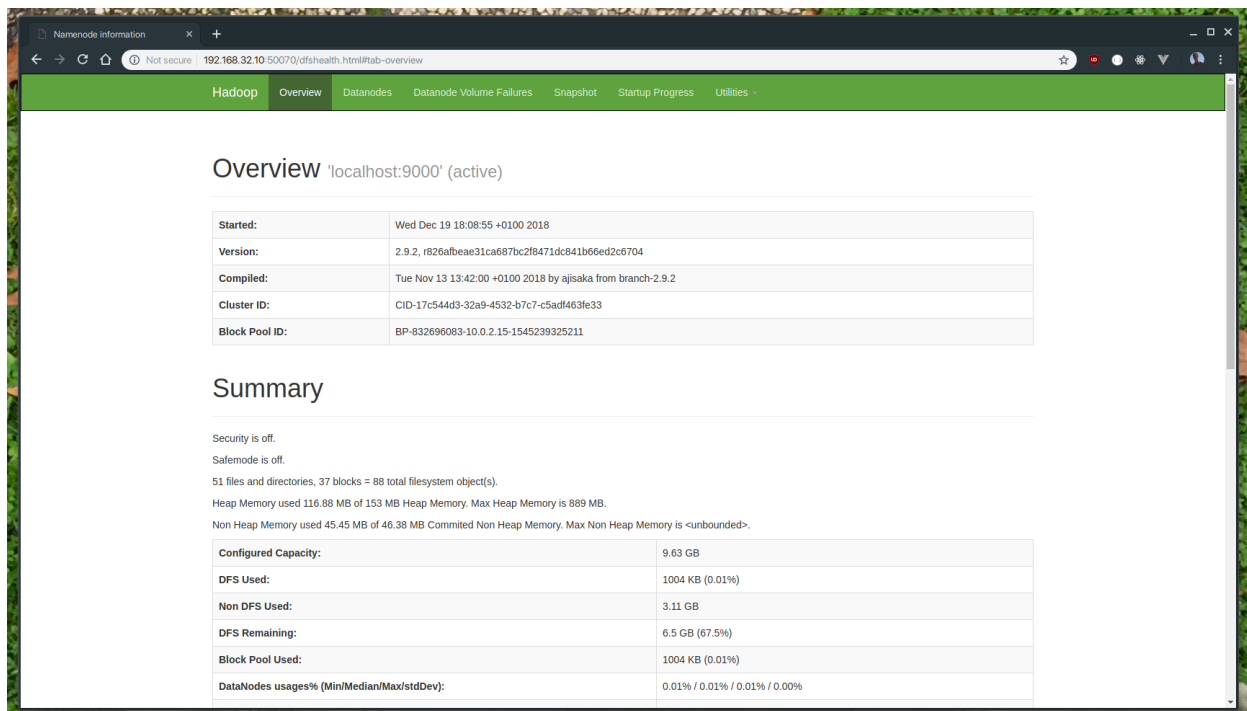 Namenode information
Not secure 192.168.32.10:50070/dfshealth.html#tab-overview
Hadoop Overview Datanodes Datanode Volume Failures Snapshot Startup Progress Utilities
Overview 'localhost:9000' (active)
Started: Wed Dec 19 18:08:55 +0100 2018
Version: 2.9.2, r826afbeae31ca687bc2f8471dc841b66ed2c6704
Compiled: Tue Nov 13 13:42:00 +0100 2018 by ajisaka from branch-2.9.2
Cluster ID: CID-17c544d3-32a9-4532-b7c7-c5adf463fe33
Block Pool ID: BP-832696083-10.0.2.15-1545239325211
Summary
Security is off.
Safemode is off.
51 files and directories, 37 blocks = 88 total filesystem object(s).
Heap Memory used 116.88 MB of 153 MB Heap Memory. Max Heap Memory is 889 MB.
Non Heap Memory used 45.45 MB of 46.38 MB Commited Non Heap Memory. Max Non Heap Memory is <unbounded>.
Configured Capacity: 9.63 GB
DFS Used: 1004 KB (0.01%)
Non DFS Used: 3.11 GB
DFS Remaining: 6.5 GB (67.5%)
Block Pool Used: 1004 KB (0.01%)
DataNodes usages% (Min/Median/Max/stdDev): 0.01% / 0.01% / 0.01% / 0.00%